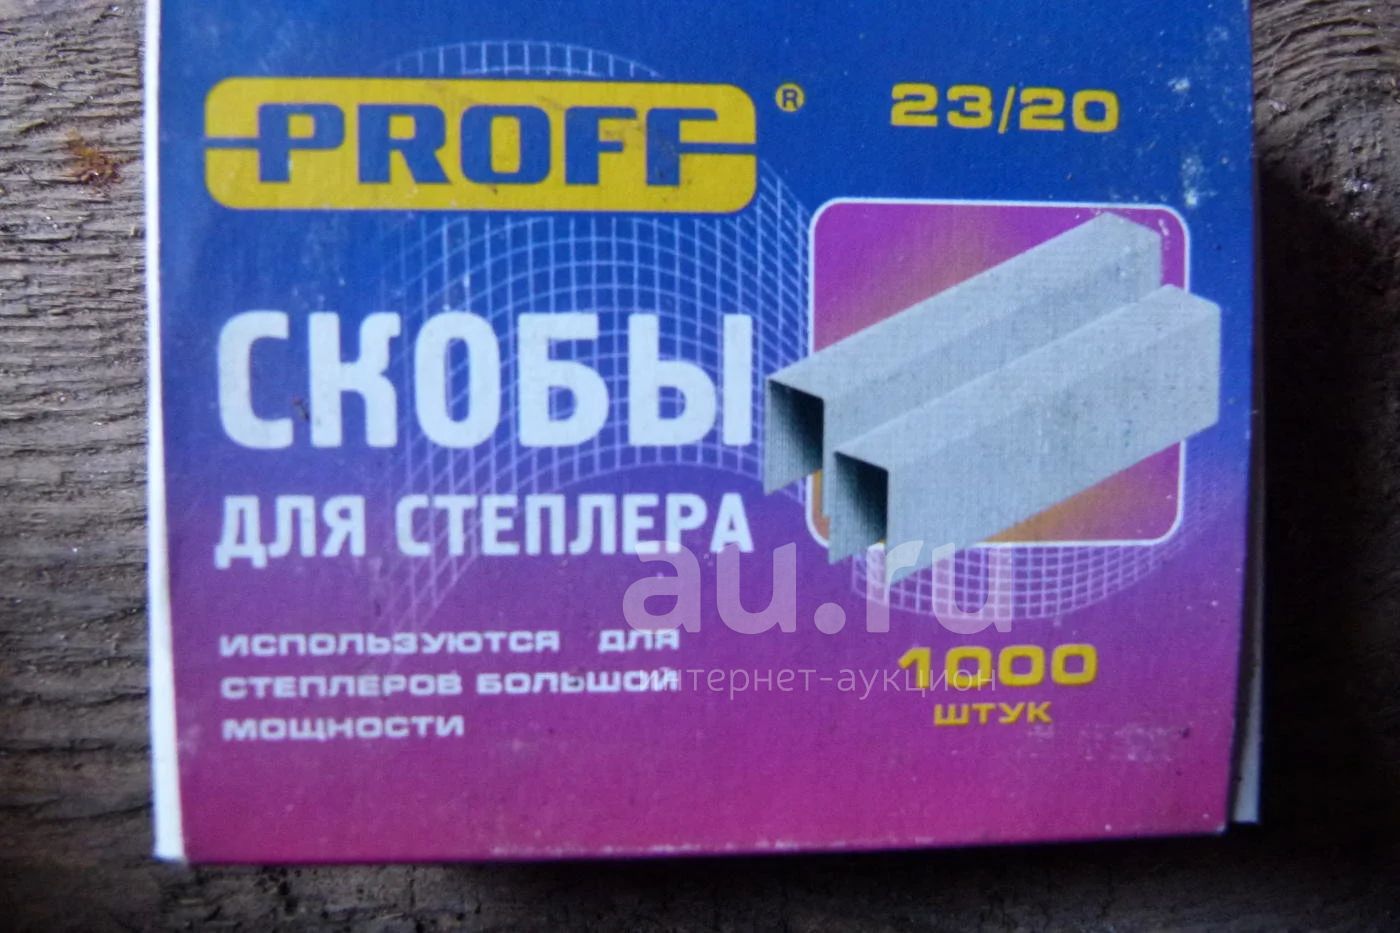 PROFF ® 23/20
СКОБЫ
ДЛЯ СТЕПЛЕРА
au.ru
интернет-аукцион
ИСПОЛЬЗУЮТСЯ ДЛЯ
СТЕПЛЕРОВ БОЛЬШОЙ
МОЩНОСТИ
1000
ШТУК